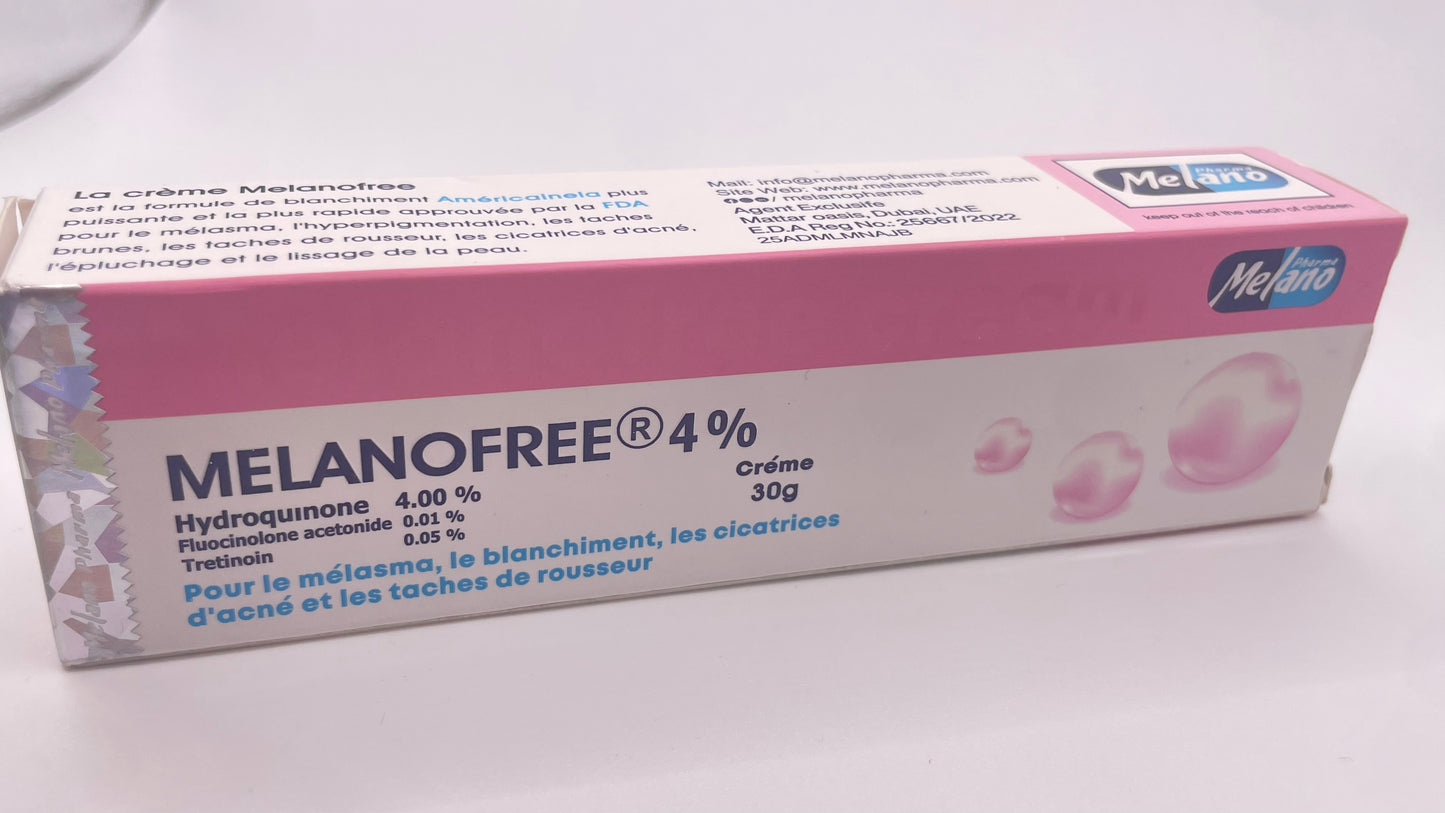 La crème Melanofree
est la formule de blanchiment Américainela plus
puissante et la plus rapide approuvée par la FDA
pour le mélasma, l'hyperpigmentation, les taches
brunes, les taches de rousseur, les cicatrices d'acné,
l'épluchage et le lissage de la peau.
Mail: info@melanopharma.com
Site Web: www.melanopharma.com
/ melanopharma
Agent Exclusife
Mattar oasis, Dubai, UAE
E.D.A Reg No.: 25667/2022
25ADMLMNAJB
Melano Pharma
keep out of the reach of children
Melano Pharma
MELANOFREE® 4%
Créme
30g
Hydroquinone 4.00 %
Fluocinolone acetonide 0.01 %
Tretinoin 0.05 %
Pour le mélasma, le blanchiment, les cicatrices
d'acné et les taches de rousseur
Melano Pharma